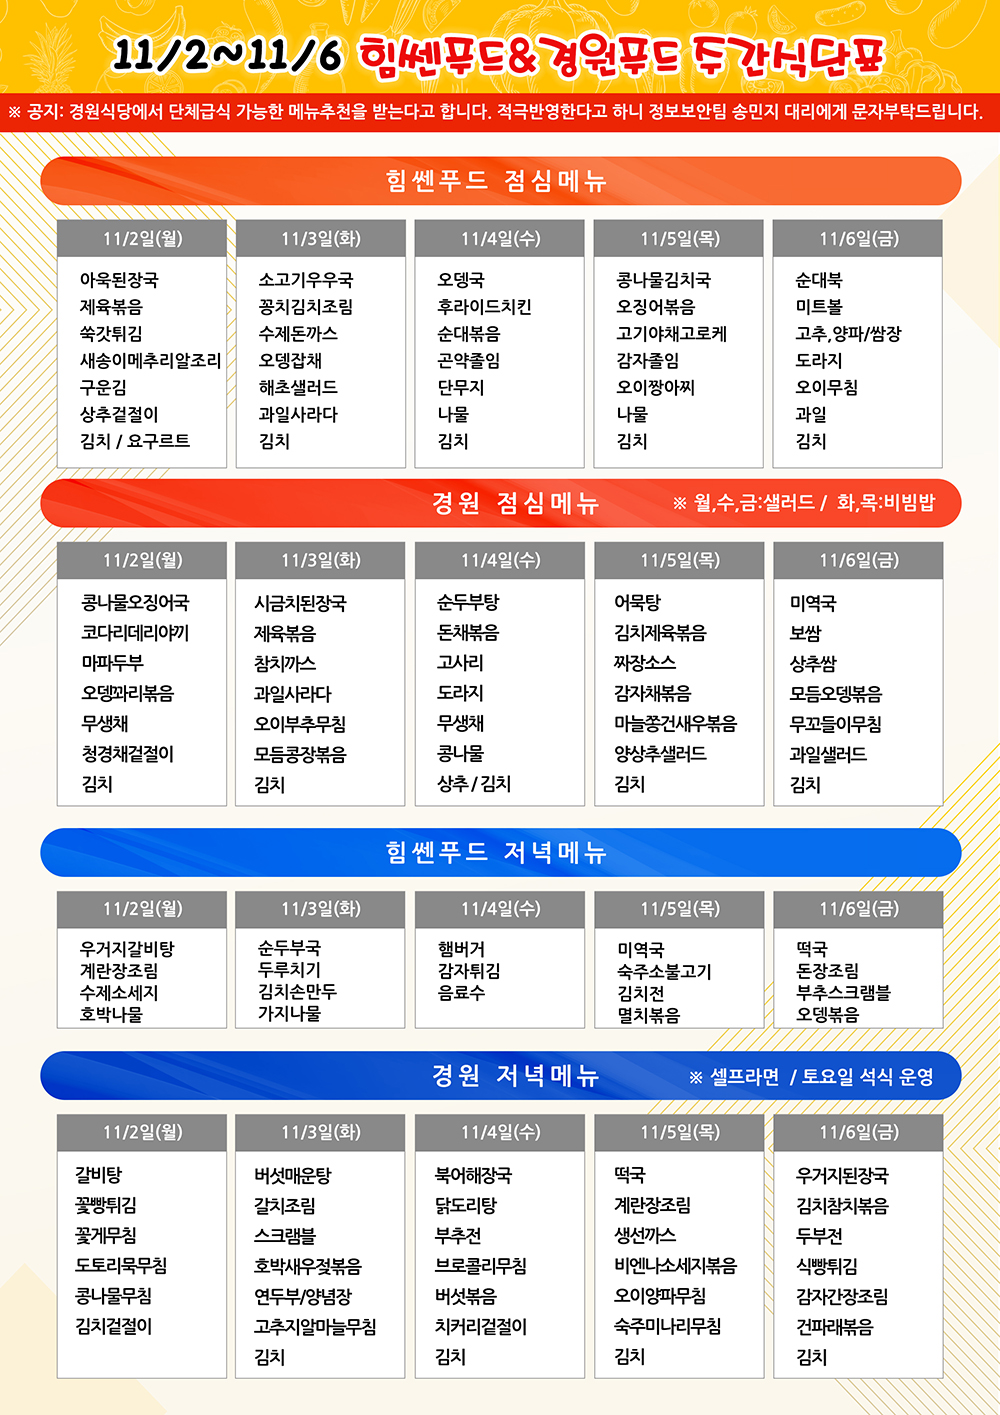 11/2~11/6 힘쎈푸드&경원푸드 주간식단표
※ 공지: 경원식당에서 단체급식 가능한 메뉴추천을 받는다고 합니다. 적극반영한다고 하니 정보보안팀 송민지 대리에게 문자부탁드립니다.
힘쎈푸드 점심메뉴
11/2일(월)
아욱된장국
제육볶음
쑥갓튀김
새송이메추리알조리
구운김
상추겉절이
김치 / 요구르트
11/3일(화)
소고기우우국
꽁치김치조림
수제돈까스
오뎅잡채
해초샐러드
과일사라다
김치
11/4일(수)
오뎅국
후라이드치킨
순대볶음
곤약졸임
단무지
나물
김치
11/5일(목)
콩나물김치국
오징어볶음
고기야채고로케
감자졸임
오이짱아찌
나물
김치
11/6일(금)
순대북
미트볼
고추,양파/쌈장
도라지
오이무침
과일
김치
경원 점심메뉴
※ 월,수,금:샐러드 / 화,목:비빔밥
11/2일(월)
콩나물오징어국
코다리데리야끼
마파두부
오뎅꽈리볶음
무생채
청경채겉절이
김치
11/3일(화)
시금치된장국
제육볶음
참치까스
과일사라다
오이부추무침
모듬콩장볶음
김치
11/4일(수)
순두부탕
돈채볶음
고사리
도라지
무생채
콩나물
상추 / 김치
11/5일(목)
어묵탕
김치제육볶음
짜장소스
감자채볶음
마늘쫑건새우볶음
양상추샐러드
김치
11/6일(금)
미역국
보쌈
상추쌈
모듬오뎅볶음
무꼬들이무침
과일샐러드
김치
힘쎈푸드 저녁메뉴
11/2일(월)
우거지갈비탕
계란장조림
수제소세지
호박나물
11/3일(화)
순두부국
두루치기
김치손만두
가지나물
11/4일(수)
햄버거
감자튀김
음료수
11/5일(목)
미역국
숙주소불고기
김치전
멸치볶음
11/6일(금)
떡국
돈장조림
부추스크램블
오뎅볶음
경원 저녁메뉴
※ 셀프라면 / 토요일 석식 운영
11/2일(월)
갈비탕
꽃빵튀김
꽃게무침
도토리묵무침
콩나물무침
김치겉절이
11/3일(화)
버섯매운탕
갈치조림
스크램블
호박새우젖볶음
연두부/양념장
고추지알마늘무침
김치
11/4일(수)
북어해장국
닭도리탕
부추전
브로콜리무침
버섯볶음
치커리겉절이
김치
11/5일(목)
떡국
계란장조림
생선까스
비엔나소세지볶음
오이양파무침
숙주미나리무침
김치
11/6일(금)
우거지된장국
김치참치볶음
두부전
식빵튀김
감자간장조림
건파래볶음
김치